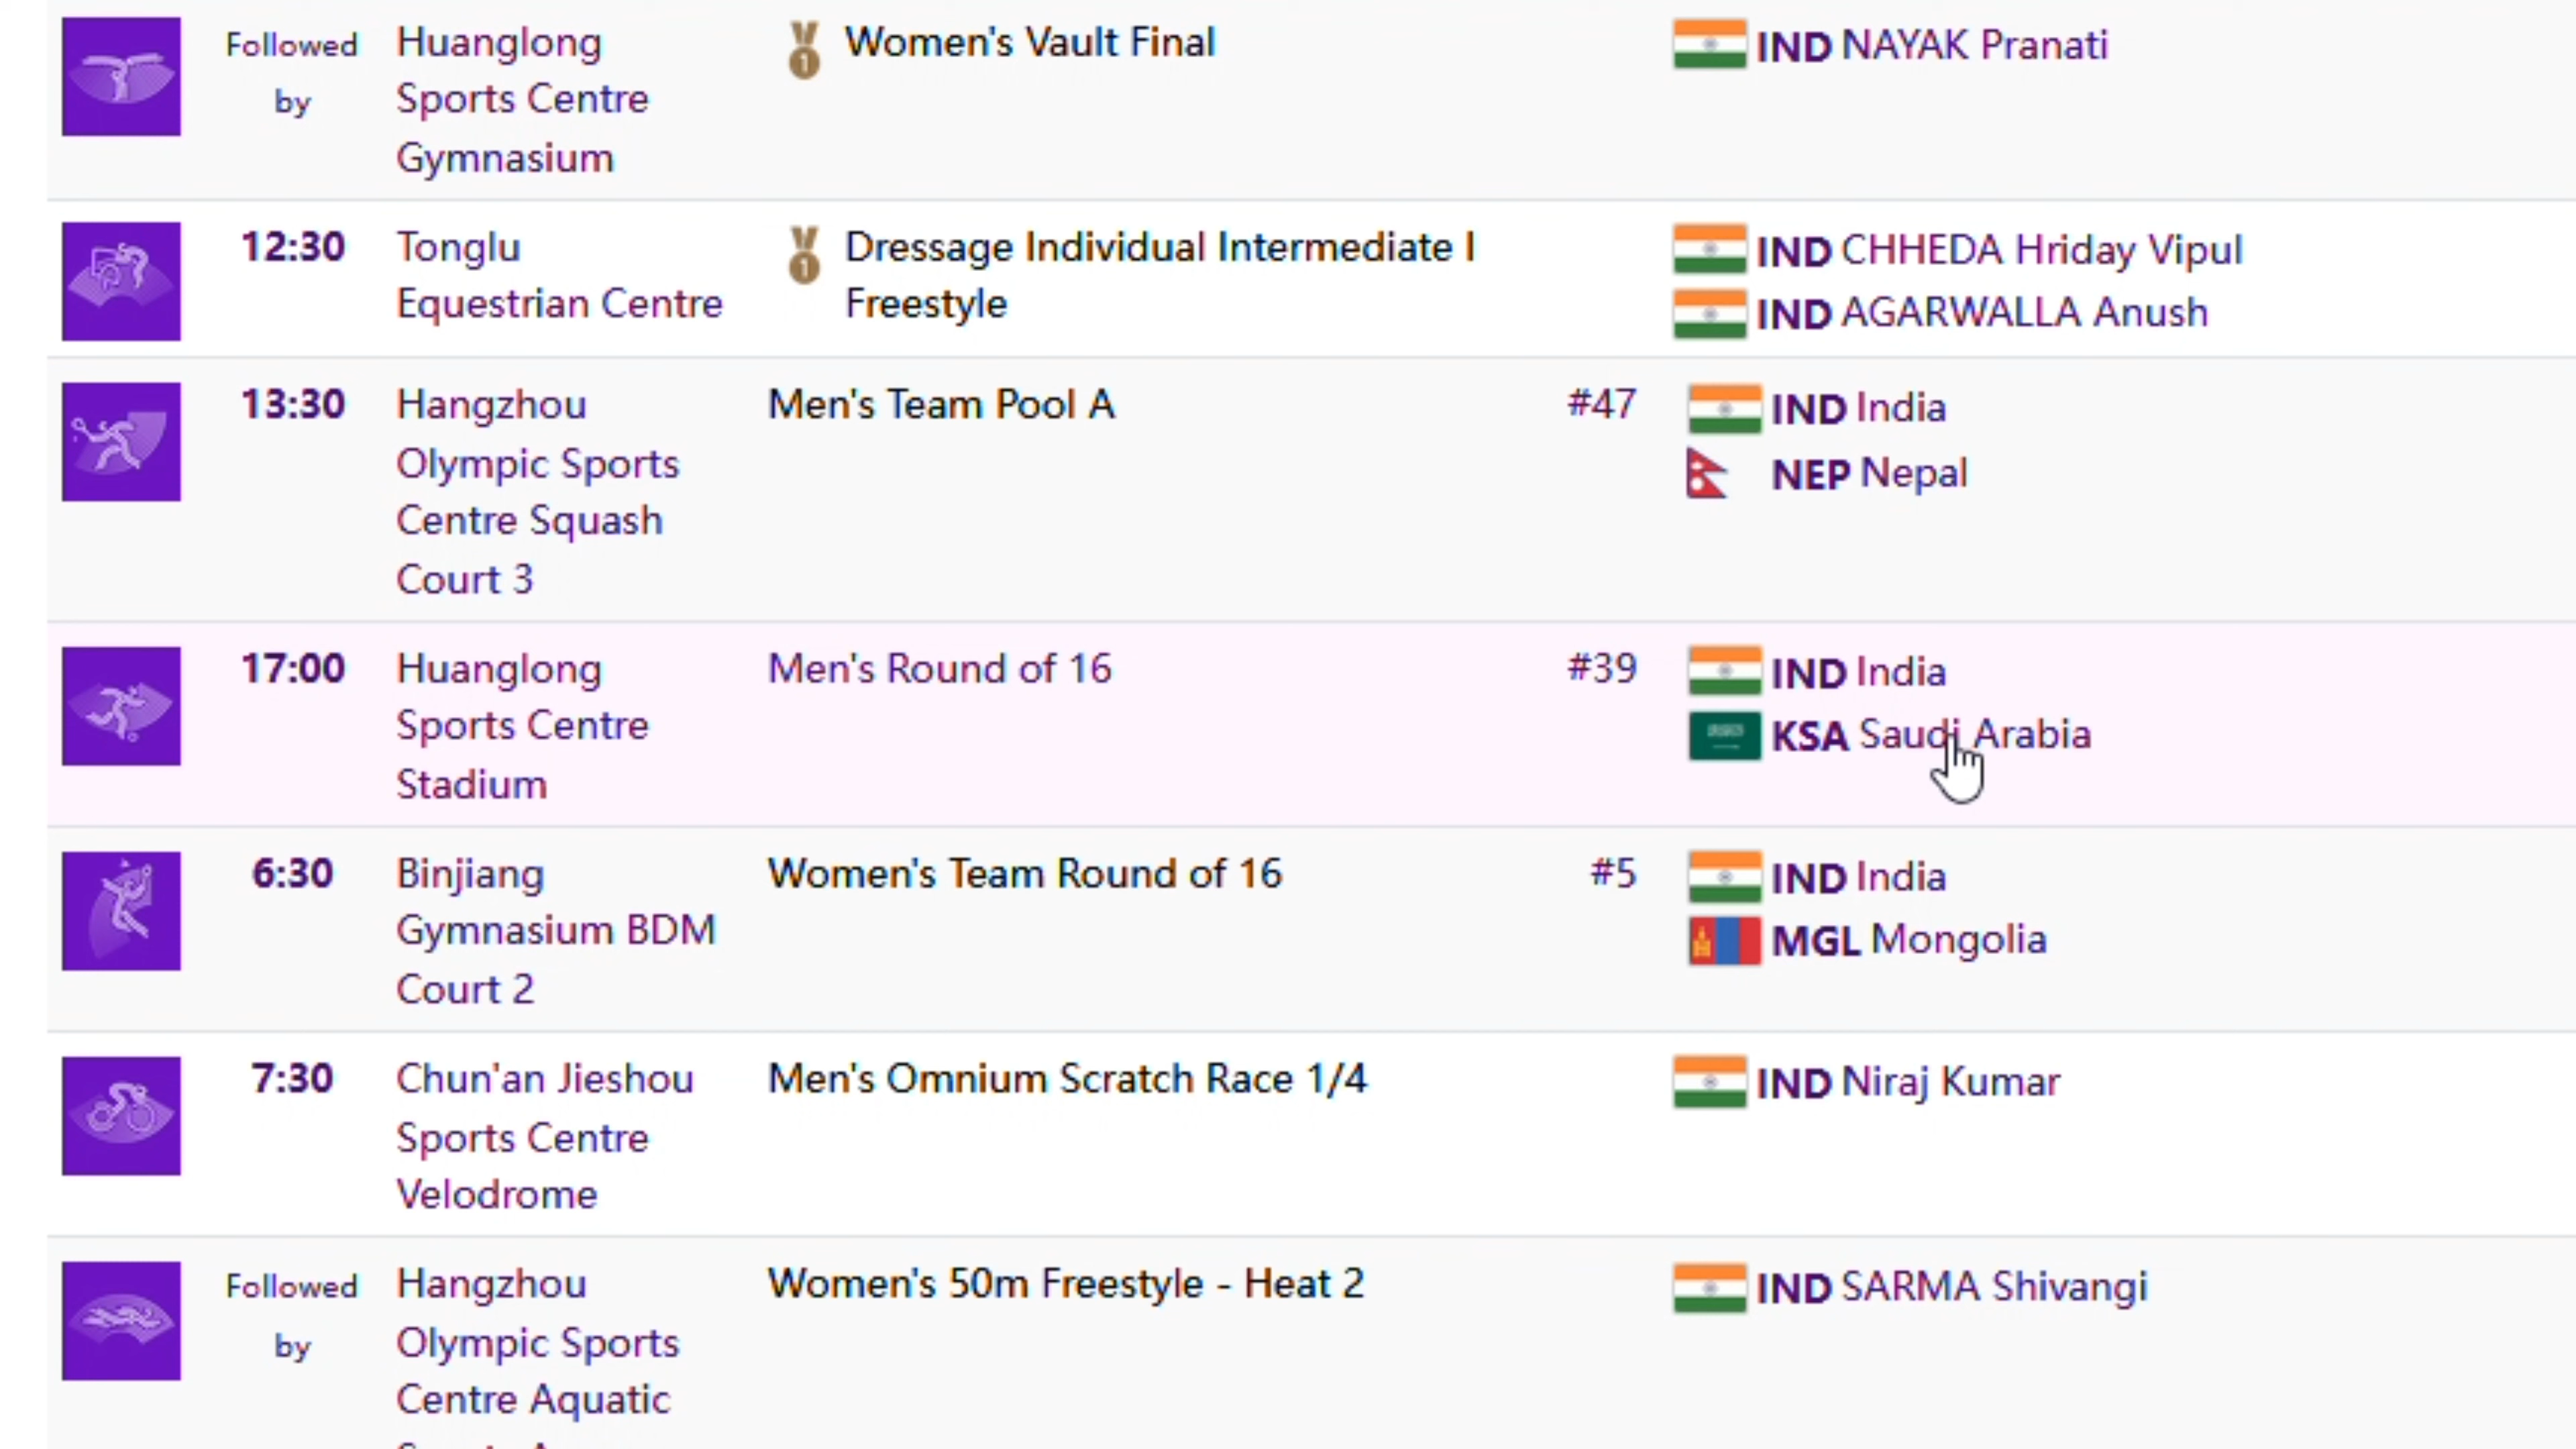 Followed by
Huanglong Sports Centre Gymnasium
Women's Vault Final
IND NAYAK Pranati
12:30
Tonglu Equestrian Centre
Dressage Individual Intermediate I Freestyle
IND CHHEDA Hriday Vipul
IND AGARWALLA Anush
13:30
Hangzhou Olympic Sports Centre Squash Court 3
Men's Team Pool A
#47
IND India
NEP Nepal
17:00
Huanglong Sports Centre Stadium
Men's Round of 16
#39
IND India
KSA Saudi Arabia
6:30
Binjiang Gymnasium BDM Court 2
Women's Team Round of 16
#5
IND India
MGL Mongolia
7:30
Chun'an Jieshou Sports Centre Velodrome
Men's Omnium Scratch Race 1/4
IND Niraj Kumar
Followed by
Hangzhou Olympic Sports Centre Aquatic
Women's 50m Freestyle - Heat 2
IND SARMA Shivangi